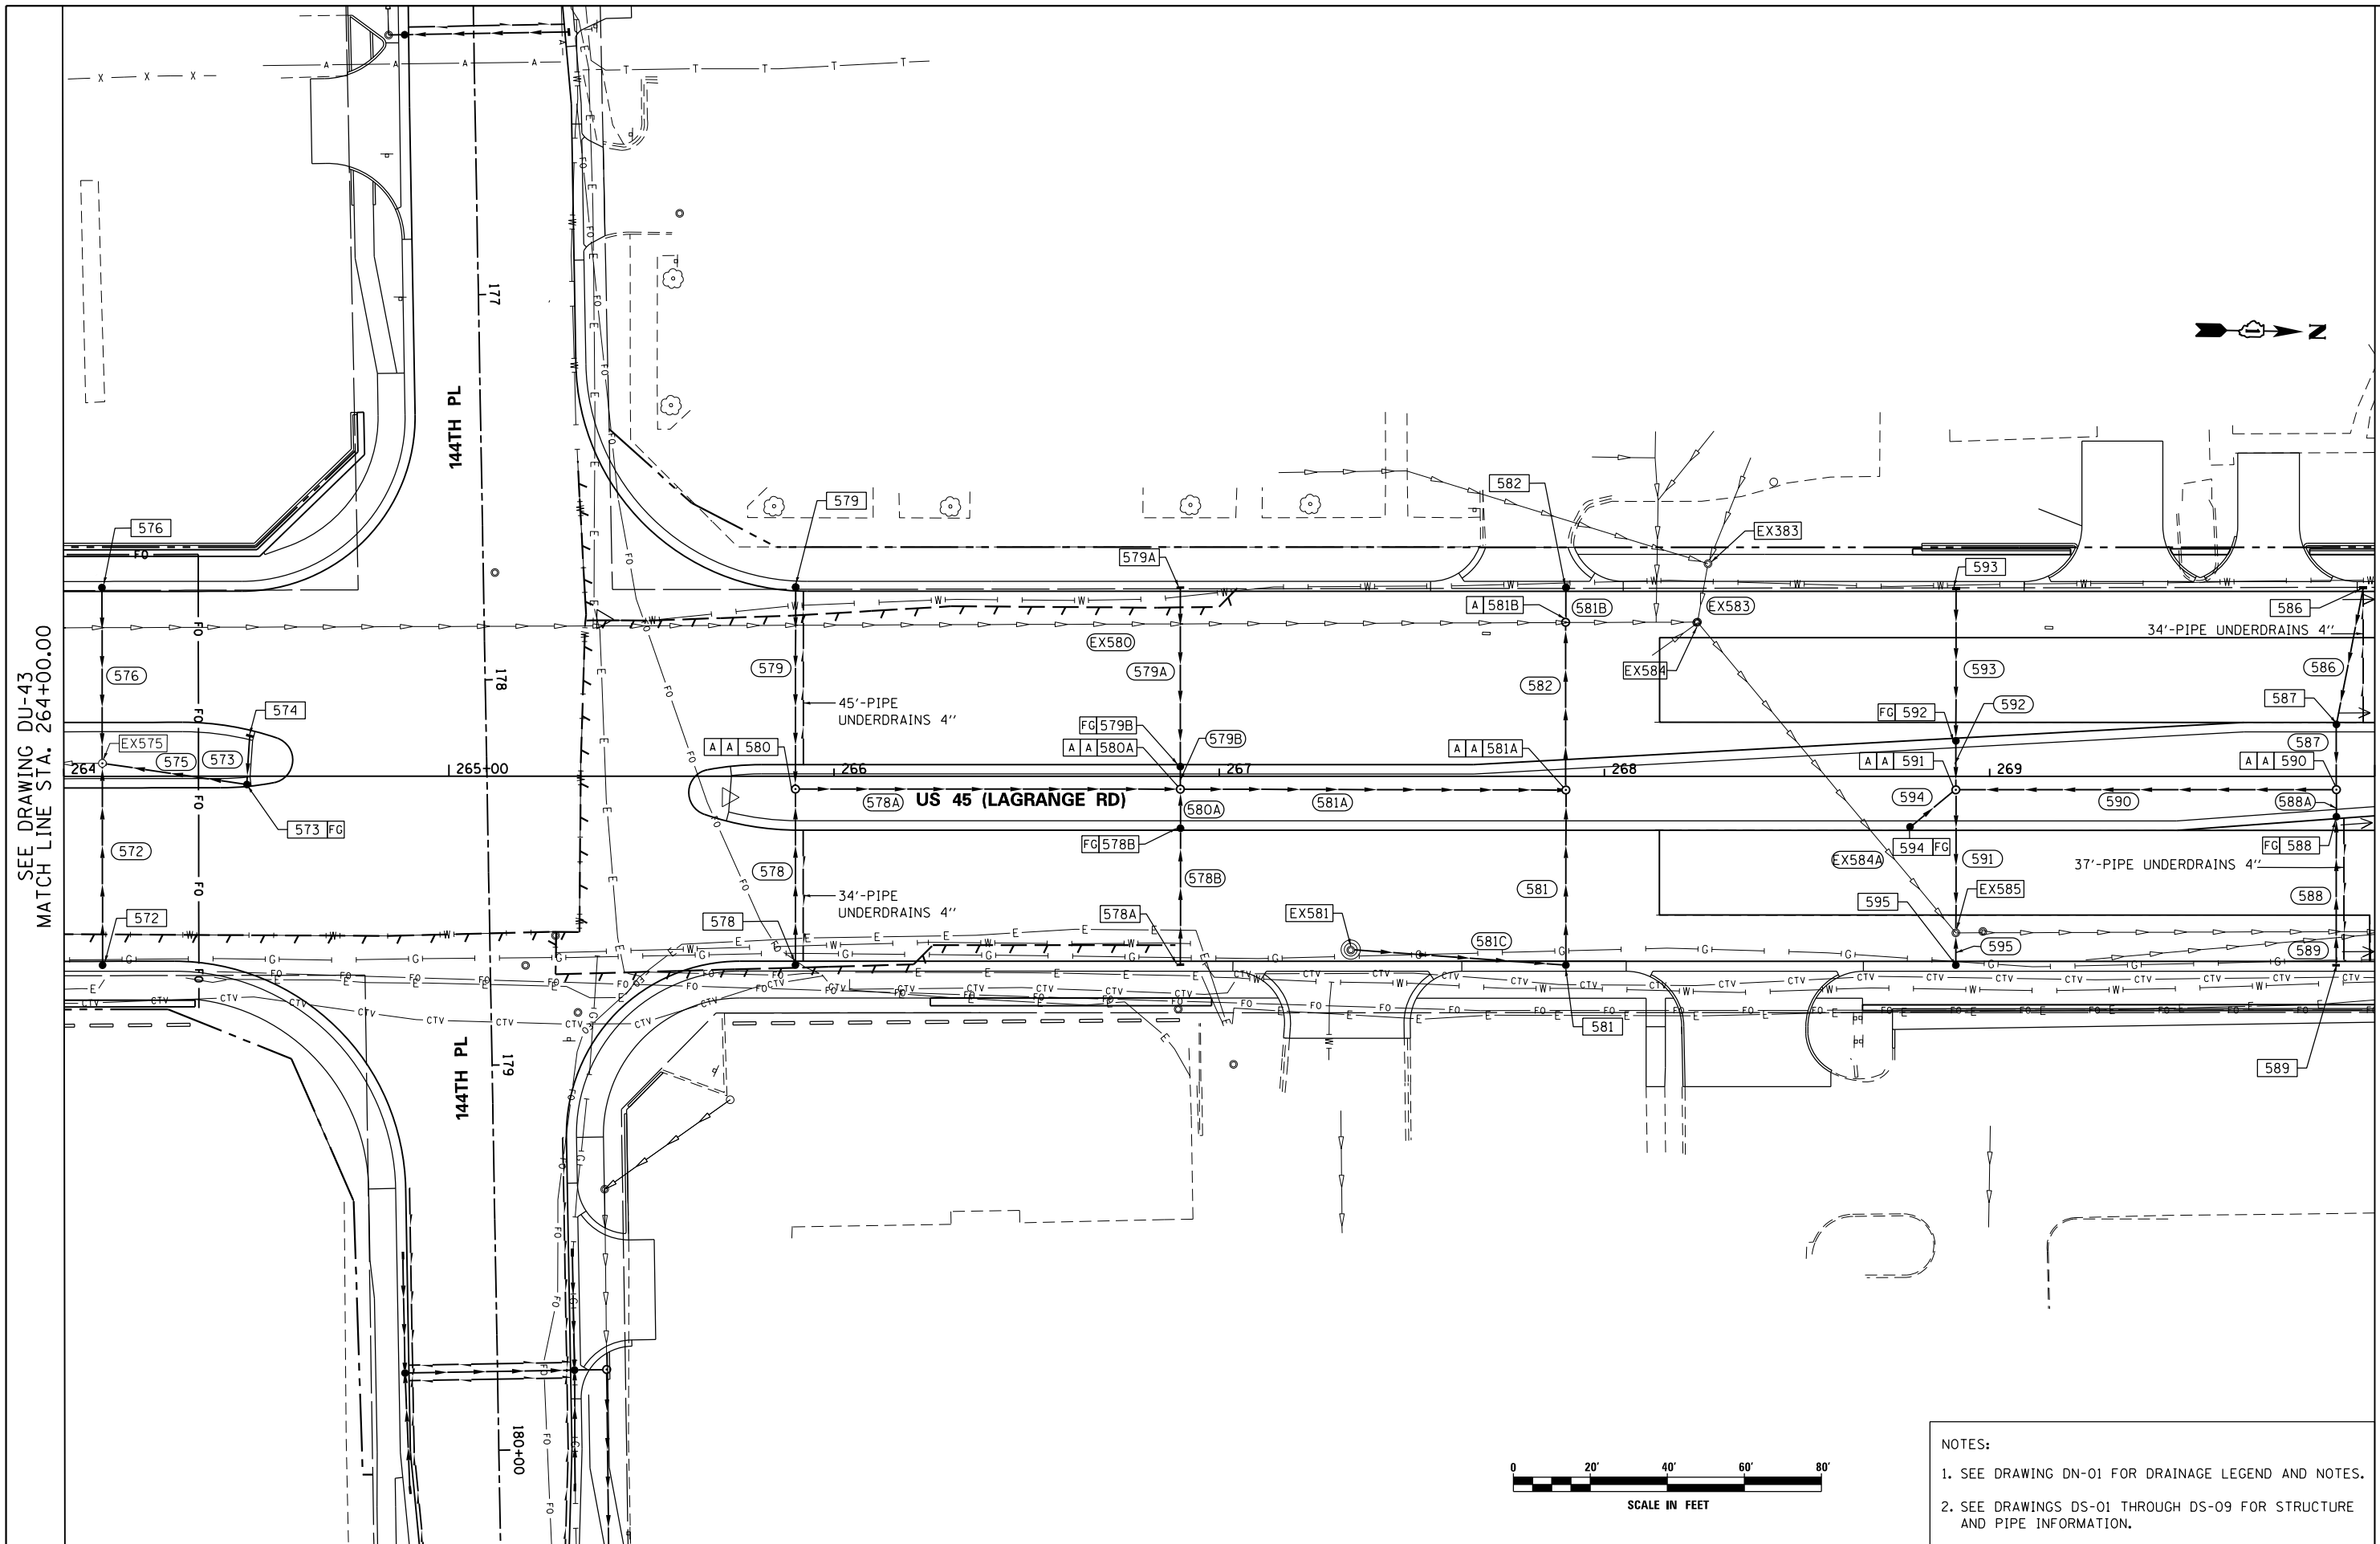 SEE DRAWING DU-43
MATCH LINE STA. 264+00.00
X X X
A A A A
T T T T
177
144TH PL
N
576
579
582
EX383
579A
593
A 581B
581B
EX583
586
34'-PIPE UNDERDRAINS 4''
EX580
576
579
579A
EX584
593
586
582
574
45'-PIPE
UNDERDRAINS 4''
587
178
FG 579B
FG 592
592
EX575
575
573
A A 580
A A 580A
579B
A A 581A
587
264
265+00
266
267
268
A A 591
269
A A 590
578A
US 45 (LAGRANGE RD)
580A
581A
594
590
588A
573 FG
FG 578B
594 FG
FG 588
572
578
578B
EX584A
591
37'-PIPE UNDERDRAINS 4''
581
EX585
34'-PIPE
UNDERDRAINS 4''
595
588
572
578
578A
EX581
581C
595
589
581
179
144TH PL
589
180+00
0 20' 40' 60' 80'
SCALE IN FEET
NOTES:
1. SEE DRAWING DN-01 FOR DRAINAGE LEGEND AND NOTES.
2. SEE DRAWINGS DS-01 THROUGH DS-09 FOR STRUCTURE
AND PIPE INFORMATION.